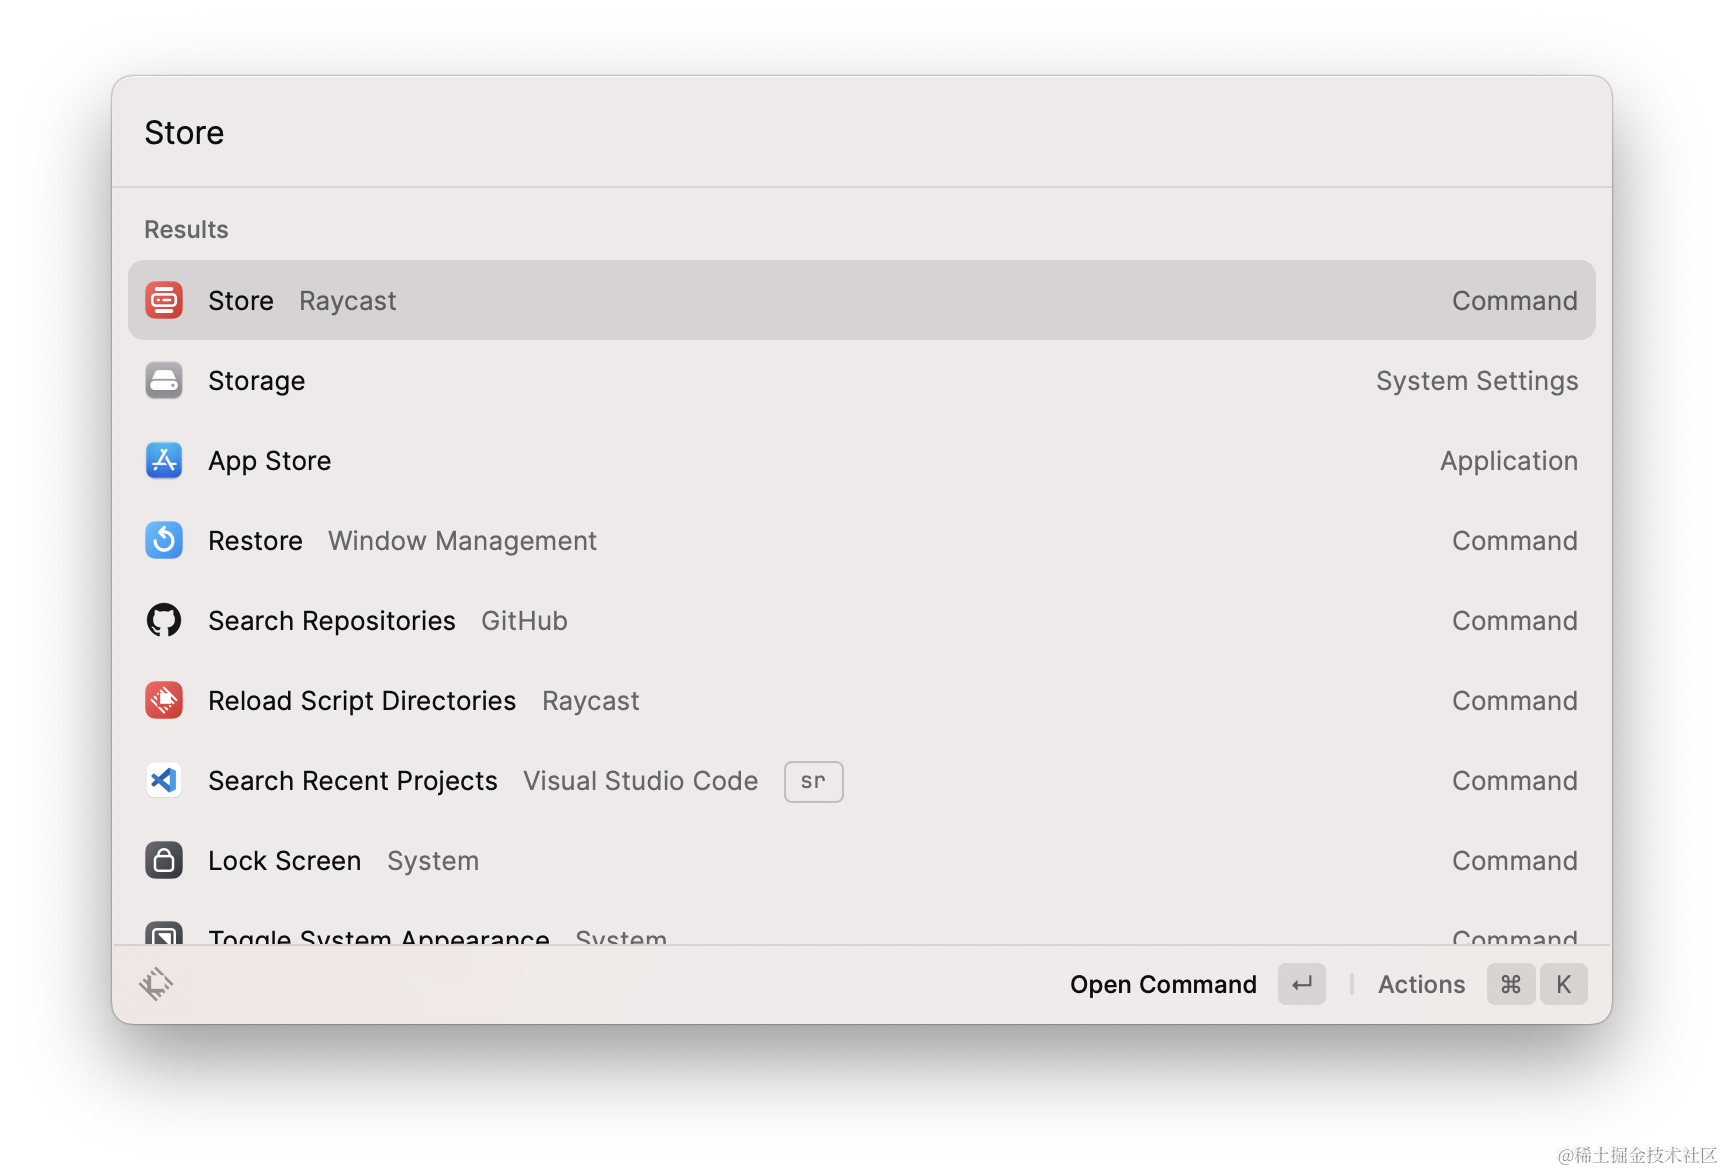 Store
Results
Store Raycast Command
Storage System Settings
App Store Application
Restore Window Management Command
Search Repositories GitHub Command
Reload Script Directories Raycast Command
Search Recent Projects Visual Studio Code sr Command
Lock Screen System Command
Toggle System Appearance System Command
Open Command ↵ | Actions ⌘ K
@稀土掘金技术社区